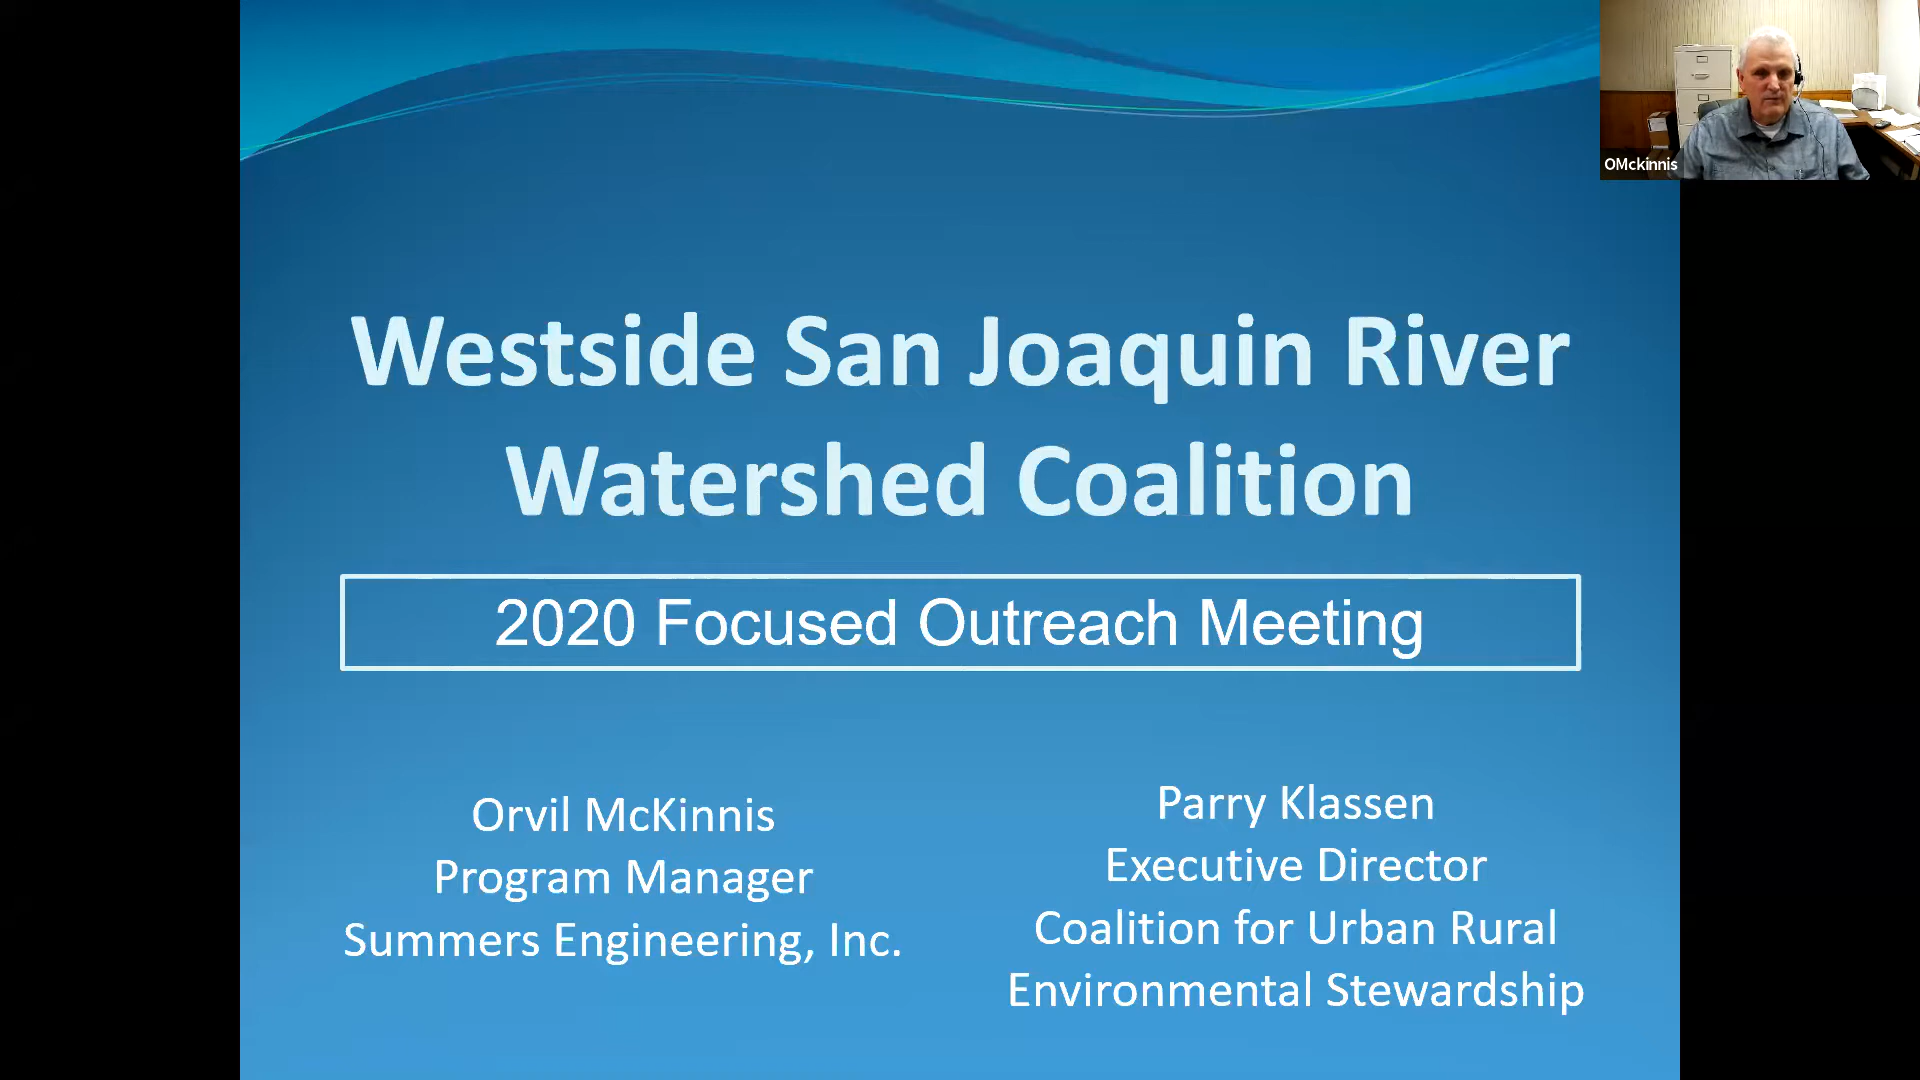 OMckinnis
Westside San Joaquin River
Watershed Coalition
2020 Focused Outreach Meeting
Orvil McKinnis
Program Manager
Summers Engineering, Inc.
Parry Klassen
Executive Director
Coalition for Urban Rural
Environmental Stewardship